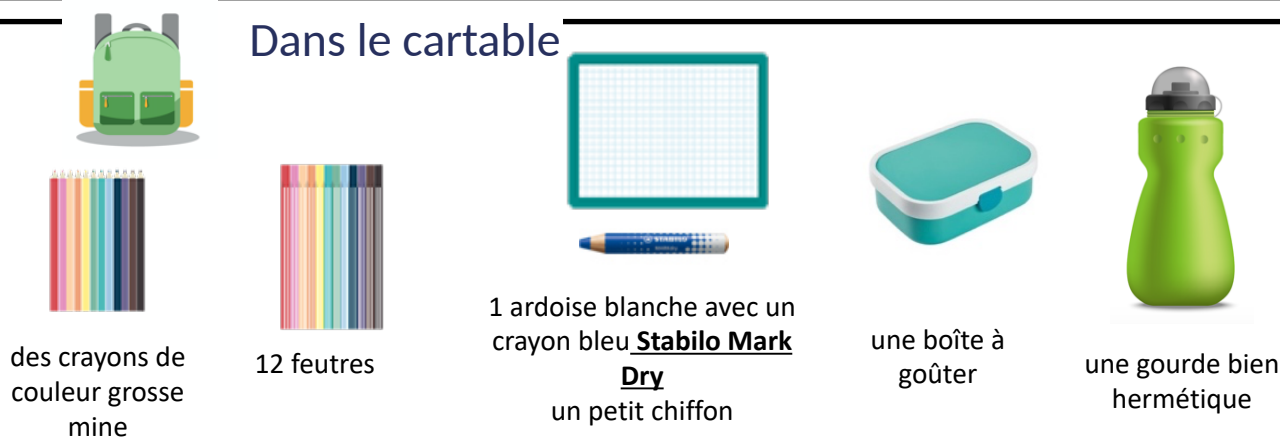 Dans le cartable
des crayons de
couleur grosse
mine
12 feutres
STABILO
1 ardoise blanche avec un
crayon bleu Stabilo Mark
Dry
un petit chiffon
une boîte à
goûter
une gourde bien
hermétique